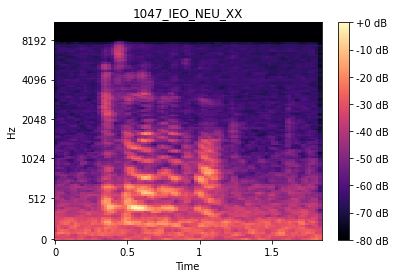 1047_IEO_NEU_XX
+0 dB
8192
-10 dB
4096
-20 dB
-30 dB
2048
Hz
-40 dB
1024
-50 dB
512
-60 dB
-70 dB
0
-80 dB
0 0.5 1 1.5
Time